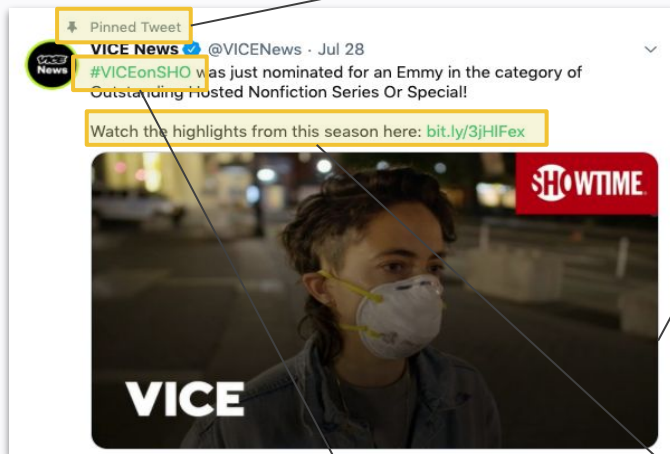 Pinned Tweet
VICE News @VICENews · Jul 28
VICE
News
#VICEonSHO was just nominated for an Emmy in the category of
Outstanding Hosted Nonfiction Series Or Special!
Watch the highlights from this season here: bit.ly/3jHlFex
SHOWTIME
VICE